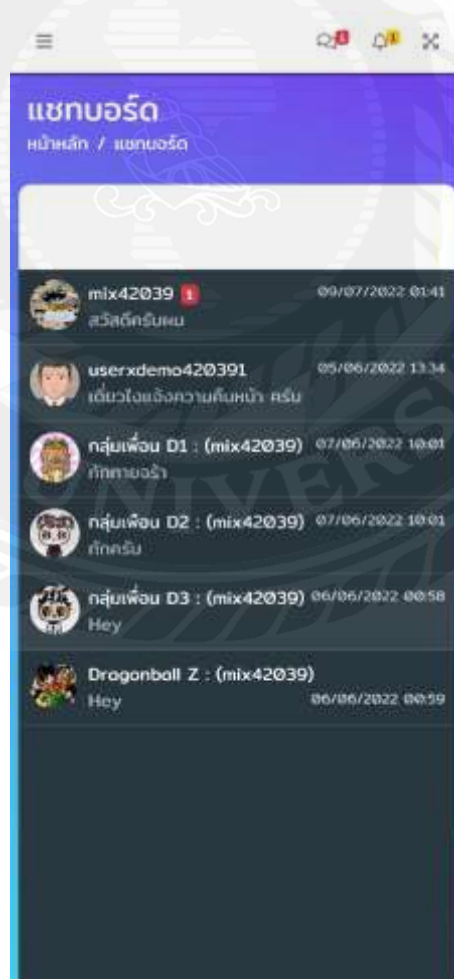 1
1
แชทบอร์ด
หน้าหลัก / แชทบอร์ด
mix42039 1 09/07/2022 01:41
สวัสดีครับผม
userxdemo420391 05/06/2022 13:34
เดี๋ยวไงแจ้งความคืบหน้า ครับ
กลุ่มเพื่อน D1 : (mix42039) 07/06/2022 10:01
ทักทายจร้า
กลุ่มเพื่อน D2 : (mix42039) 07/06/2022 10:01
ทักครับ
กลุ่มเพื่อน D3 : (mix42039) 06/06/2022 00:58
Hey
Dragonball Z : (mix42039)
Hey 06/06/2022 00:59